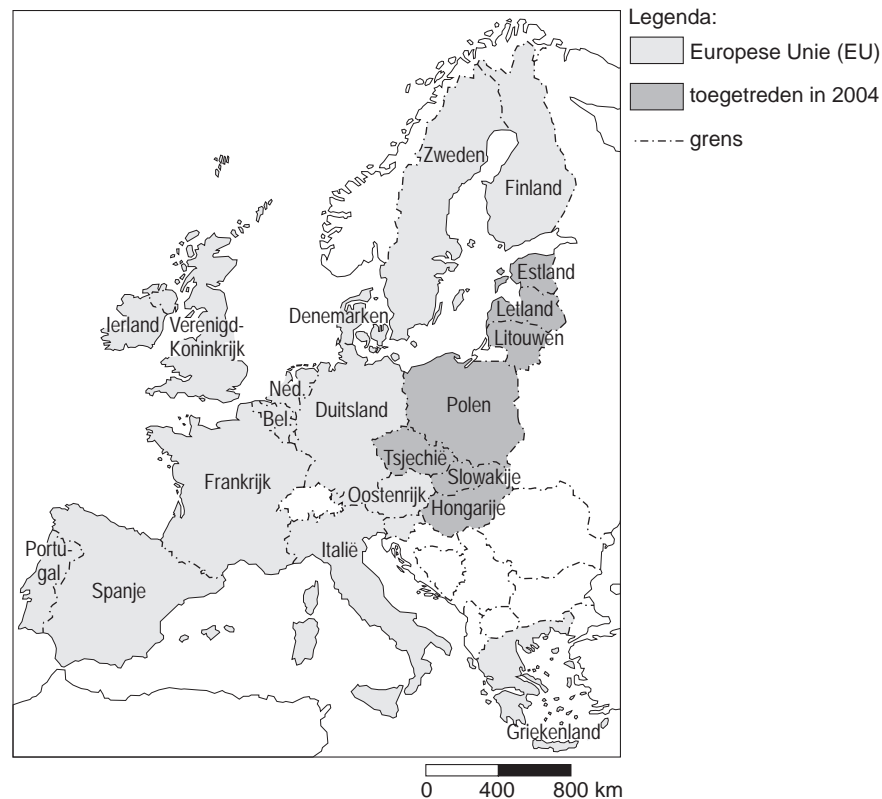 Legenda:
Europese Unie (EU)
toegetreden in 2004
grens
Zweden
Finland
Estland
Letland
Litouwen
Denemarken
Ierland
Verenigd-
Koninkrijk
Ned.
Bel.
Duitsland
Polen
Tsjechië
Slowakije
Frankrijk
Oostenrijk
Hongarije
Italië
Portu-
gal
Spanje
Griekenland
0 400 800 km